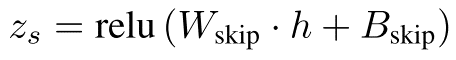 z_s = relu (W_skip · h + B_skip)